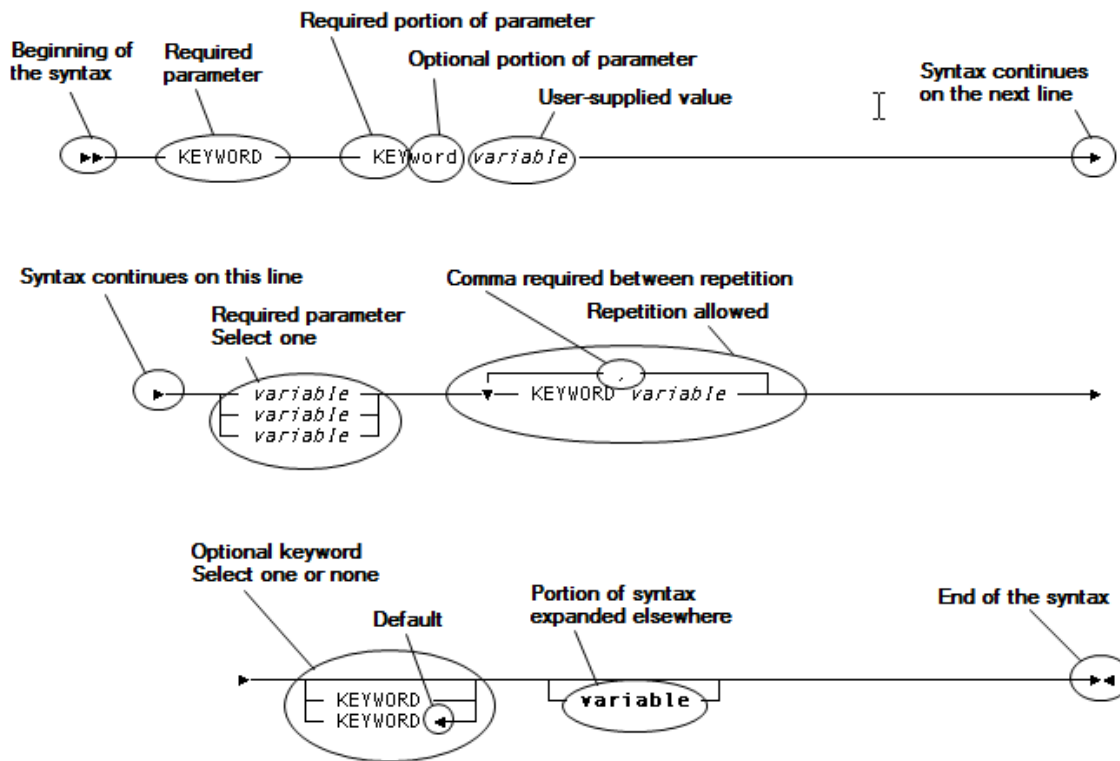 Required portion of parameter
Beginning of
the syntax
Required
parameter
Optional portion of parameter
User-supplied value
Syntax continues
on the next line
KEYWORD
KEYword
variable
Syntax continues on this line
Required parameter
Select one
Comma required between repetition
Repetition allowed
variable
variable
variable
,
KEYWORD variable
Optional keyword
Select one or none
Default
Portion of syntax
expanded elsewhere
End of the syntax
KEYWORD
KEYWORD
variable